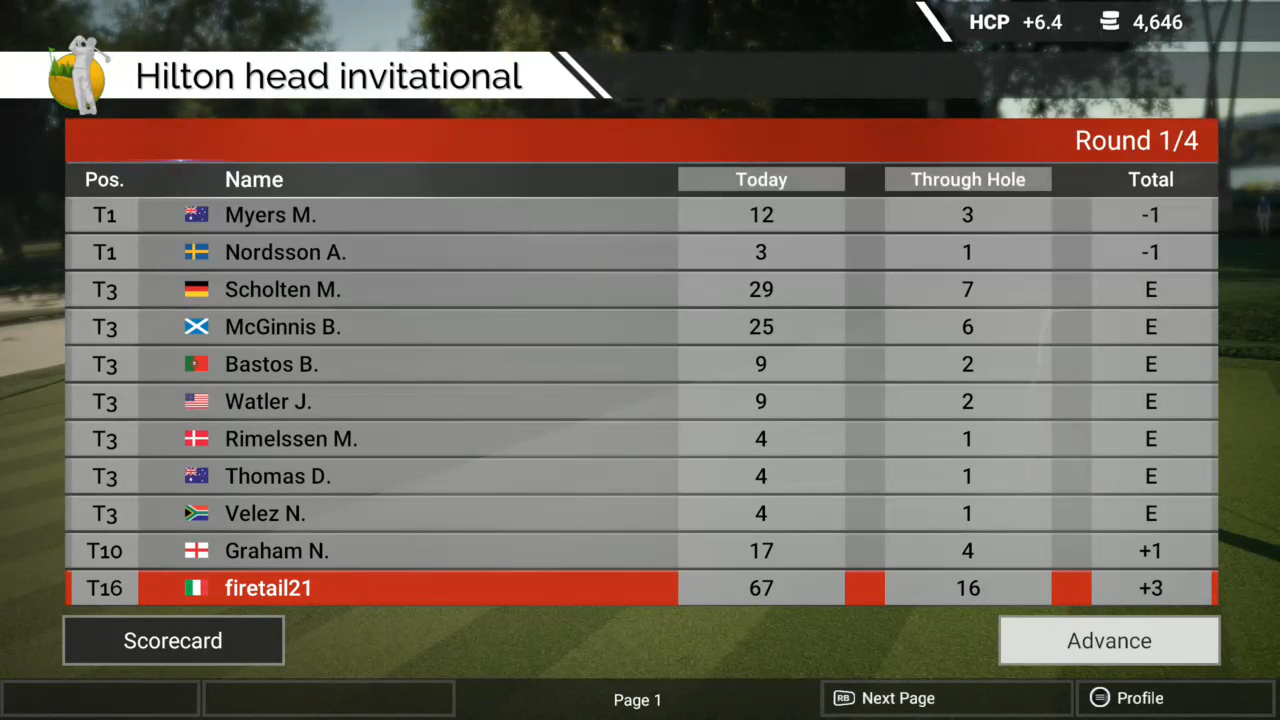 HCP +6.4 4,646
Hilton head invitational
Round 1/4
Pos. Name Today Through Hole Total
T1 Myers M. 12 3 -1
T1 Nordsson A. 3 1 -1
T3 Scholten M. 29 7 E
T3 McGinnis B. 25 6 E
T3 Bastos B. 9 2 E
T3 Watler J. 9 2 E
T3 Rimelssen M. 4 1 E
T3 Thomas D. 4 1 E
T3 Velez N. 4 1 E
T10 Graham N. 17 4 +1
T16 firetail21 67 16 +3
Scorecard Advance
Page 1 RB Next Page Profile